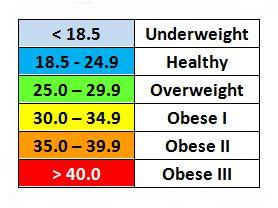 < 18.5 Underweight
18.5 - 24.9 Healthy
25.0 – 29.9 Overweight
30.0 – 34.9 Obese I
35.0 – 39.9 Obese II
> 40.0 Obese III